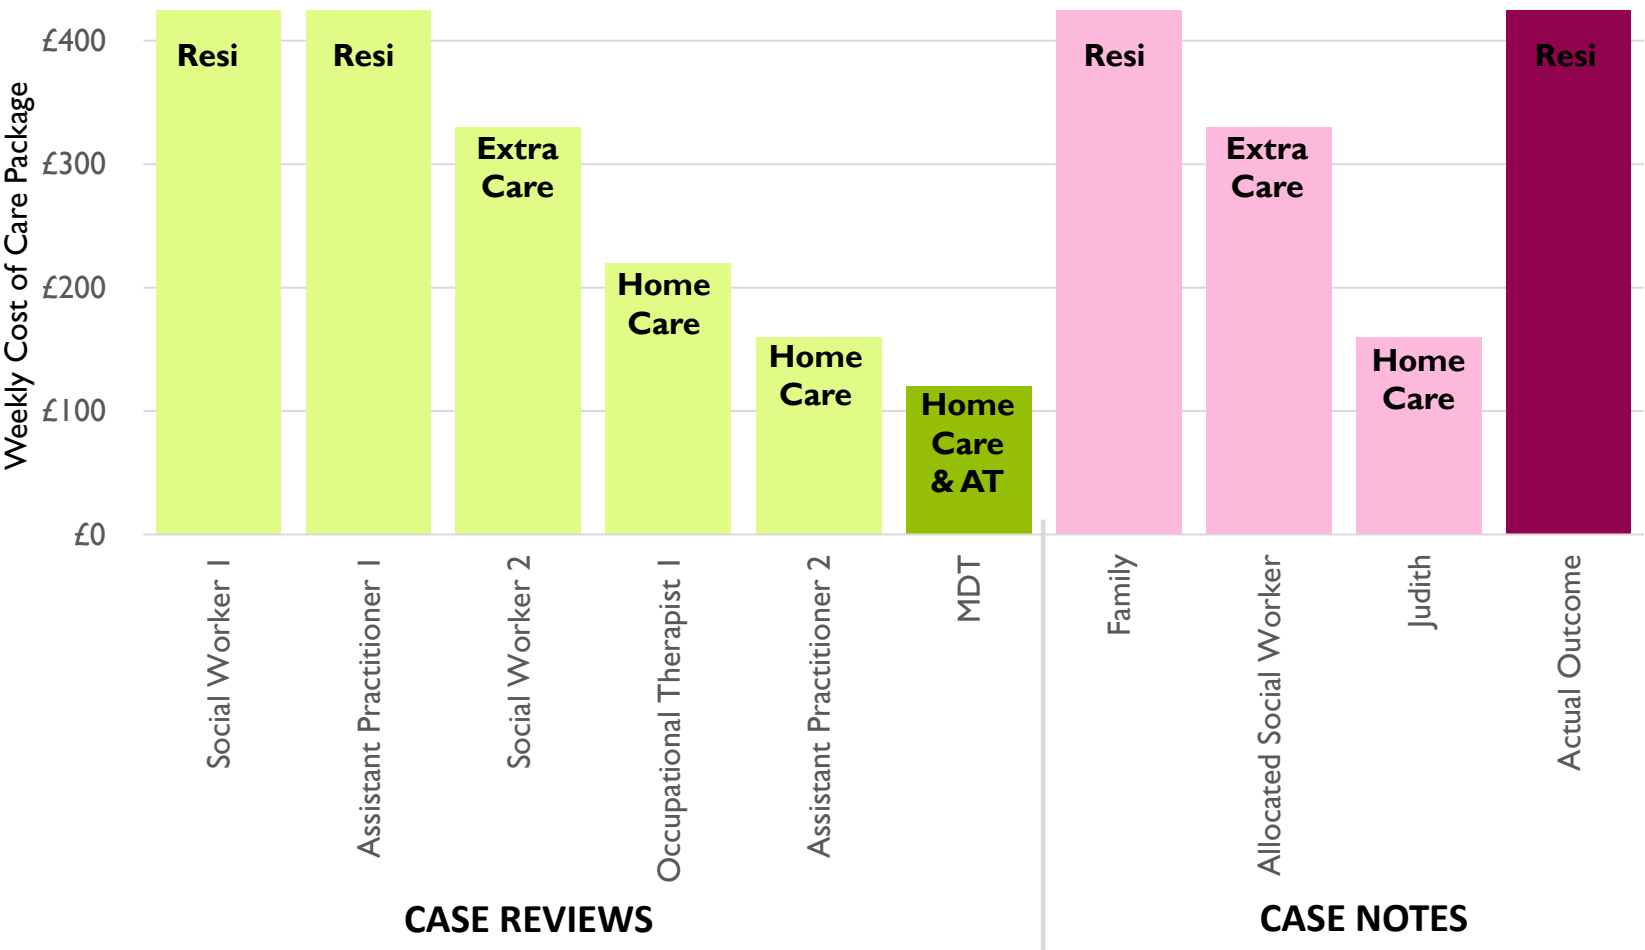 Weekly Cost of Care Package
£400
£300
£200
£100
£0
Resi
Resi
Extra
Care
Home
Care
Home
Care
Home
Care
& AT
Resi
Extra
Care
Home
Care
Resi
Social Worker 1
Assistant Practitioner 1
Social Worker 2
Occupational Therapist 1
Assistant Practitioner 2
MDT
Family
Allocated Social Worker
Judith
Actual Outcome
CASE REVIEWS
CASE NOTES